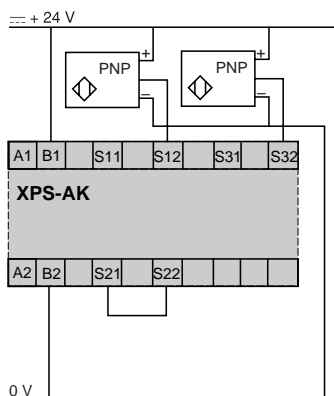 ⎓ + 24 V
+ +
PNP PNP
− −
A1 B1 S11 S12 S31 S32
XPS-AK
A2 B2 S21 S22
0 V